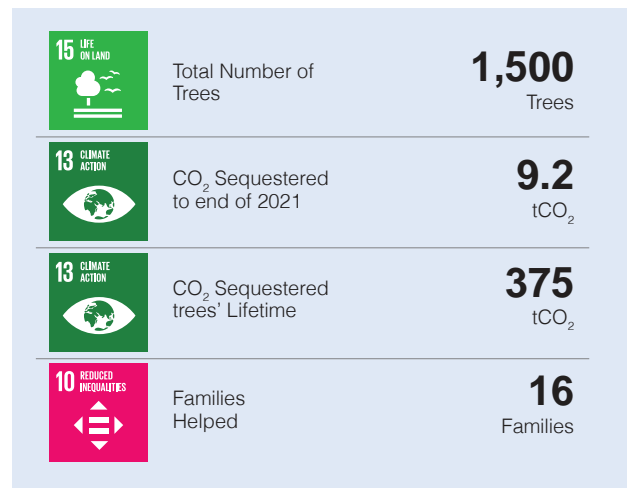 15 LIFE
ON LAND
Total Number of
Trees
1,500
Trees
13 CLIMATE
ACTION
CO₂ Sequestered
to end of 2021
9.2
tCO₂
13 CLIMATE
ACTION
CO₂ Sequestered
trees’ Lifetime
375
tCO₂
10 REDUCED
INEQUALITIES
Families
Helped
16
Families